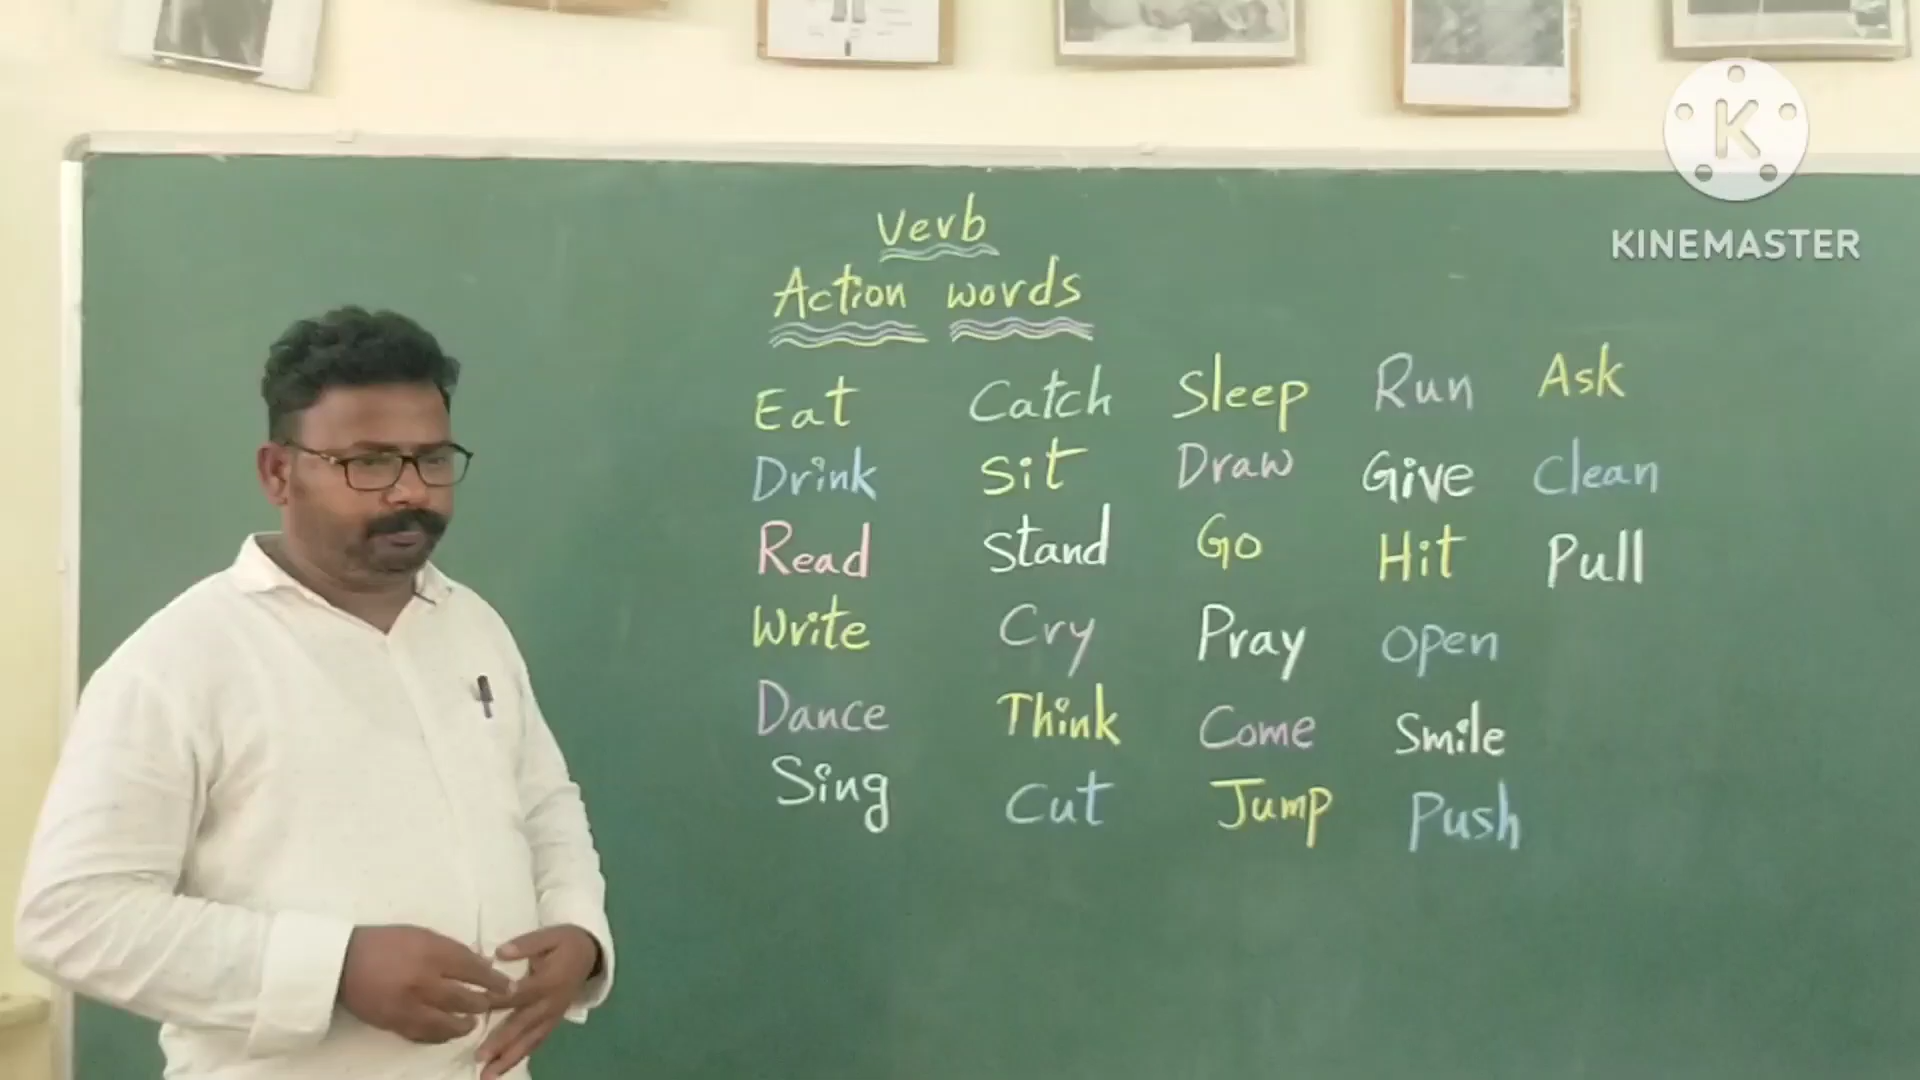 Verb
Action words
Eat Catch Sleep Run Ask
Drink Sit Draw Give Clean
Read Stand Go Hit Pull
Write Cry Pray Open
Dance Think Come Smile
Sing Cut Jump Push
K
KINEMASTER